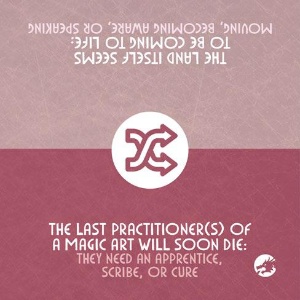 THE LAND ITSELF SEEMS
TO BE COMING TO LIFE:
MOVING, BECOMING AWARE, OR SPEAKING
THE LAST PRACTITIONER(S) OF
A MAGIC ART WILL SOON DIE:
THEY NEED AN APPRENTICE,
SCRIBE, OR CURE